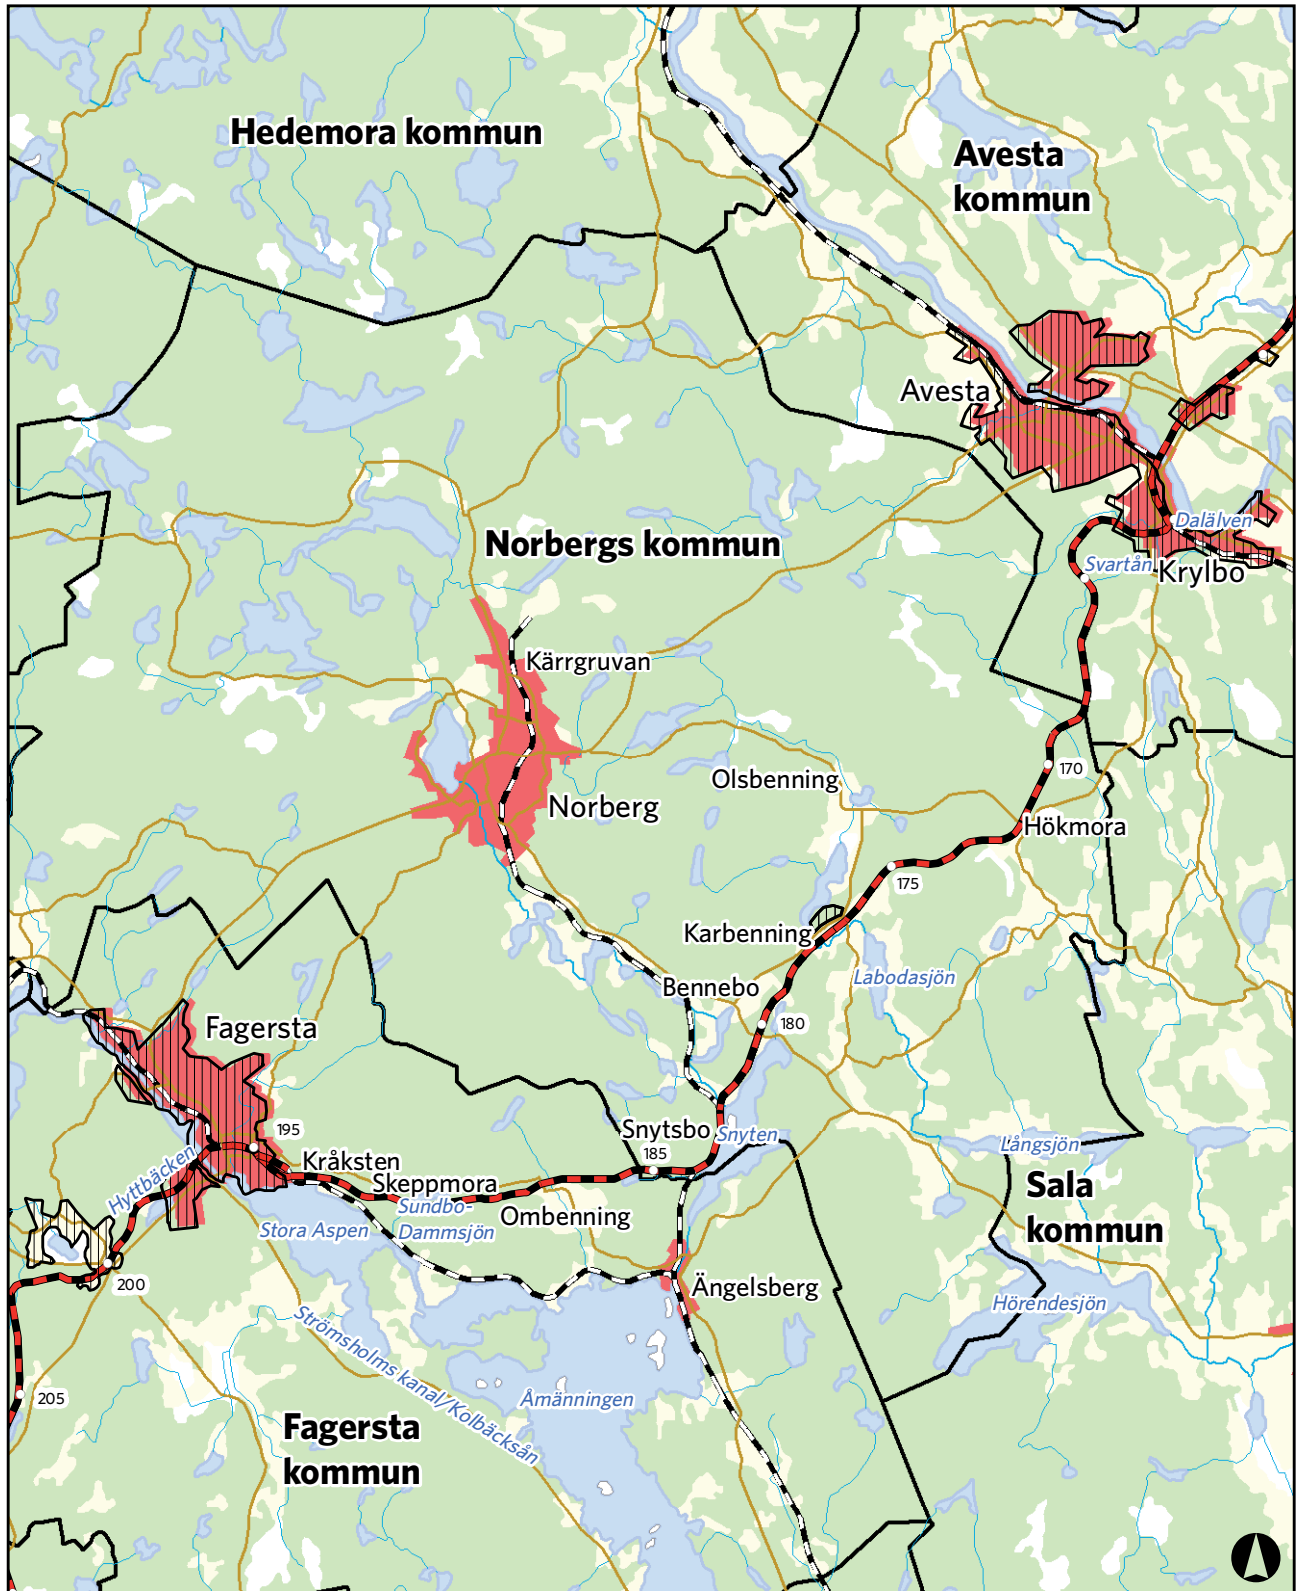 Hedemora kommun
Avesta
kommun
Avesta
Dalälven
Norbergs kommun
Svartån
Krylbo
Kärrgruvan
170
Olsbenning
Norberg
Hökmora
175
Karbenning
Labodasjön
Bennebo
180
Fagersta
195
Snytsbo
Snyten
185
Långsjön
Kråksten
Skeppmora
Hyttbäcken
Sundbo-
Dammsjön
Ombenning
Stora Aspen
Sala
kommun
200
Ängelsberg
Hörendesjön
Strömsholms kanal/Kolbäcksån
205
Åmänningen
Fagersta
kommun